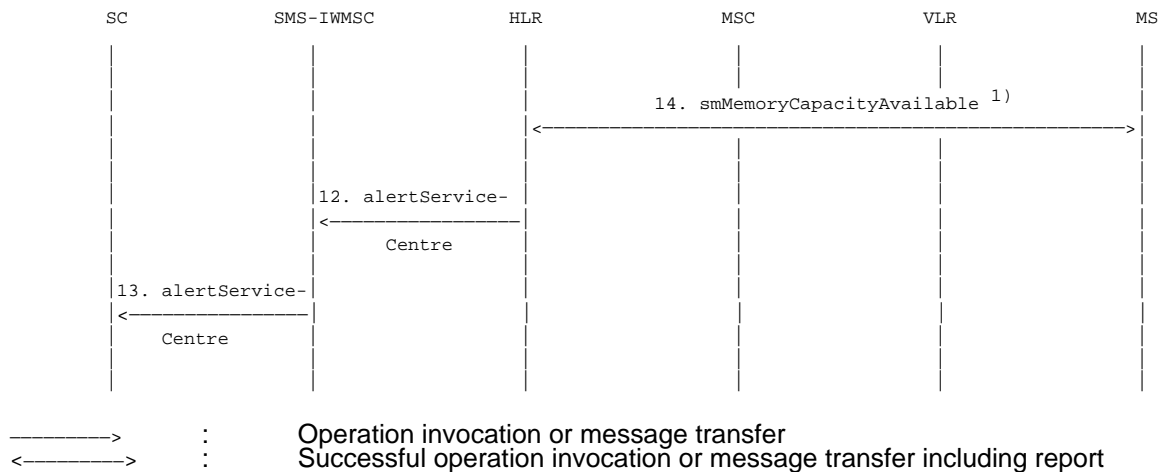 SC SMS-IWMSC HLR MSC VLR MS
14. smMemoryCapacityAvailable 1)
12. alertService-
Centre
13. alertService-
Centre
: Operation invocation or message transfer
: Successful operation invocation or message transfer including report